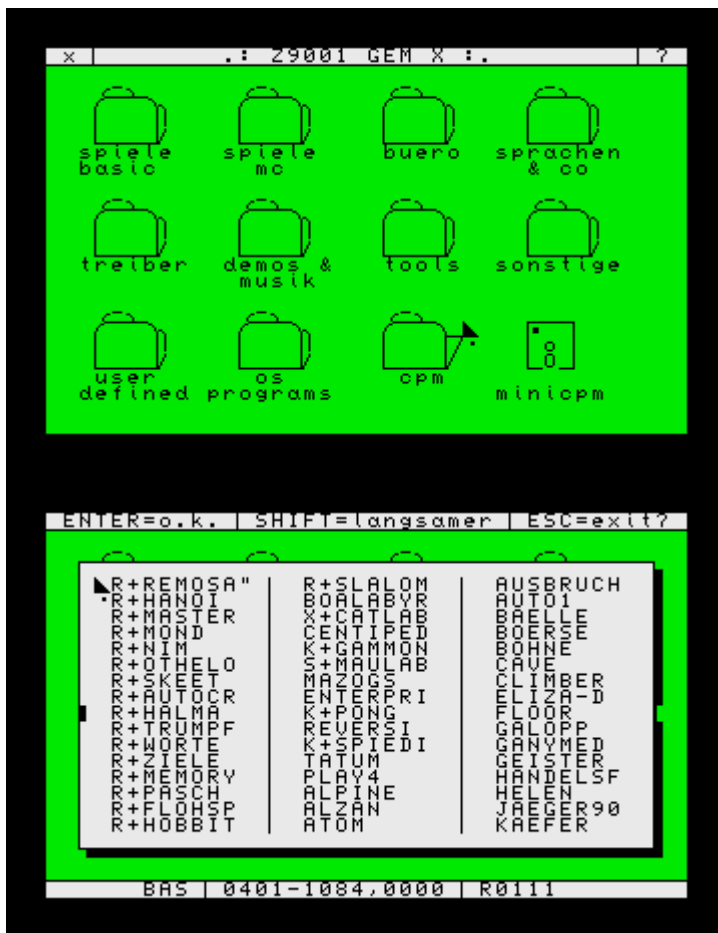 x | .: Z9001 GEM X :. | ?
spiele spiele buero sprachen
basic mc & co
treiber demos & tools sonstige
musik
user os cpm
defined programs minicpm
ENTER=o.k. | SHIFT=langsamer | ESC=exit?
R+REMOSA" | R+SLALOM | AUSBRUCH
R+HANOI | BOALABYR | AUTO1
R+MASTER | X+CATLAB | BAELLE
R+MOND | CENTIPED | BOERSE
R+NIM | K+GAMMON | BOHNE
R+OTHELO | S+MAULAB | CAVE
R+SKEET | MAZOGS | CLIMBER
R+AUTOCR | ENTERPRI | ELIZA-D
R+HALMA | K+PONG | FLOOR
R+TRUMPF | REVERSI | GALOPP
R+WORTE | K+SPIEDI | GANYMED
R+ZIELE | TATUM | GEISTER
R+MEMORY | PLAY4 | HANDELSF
R+PASCH | ALPINE | HELEN
R+FLOHSP | ALZAN | JAEGER90
R+HOBBIT | ATOM | KAEFER
BAS | 0401-1084,0000 | R0111